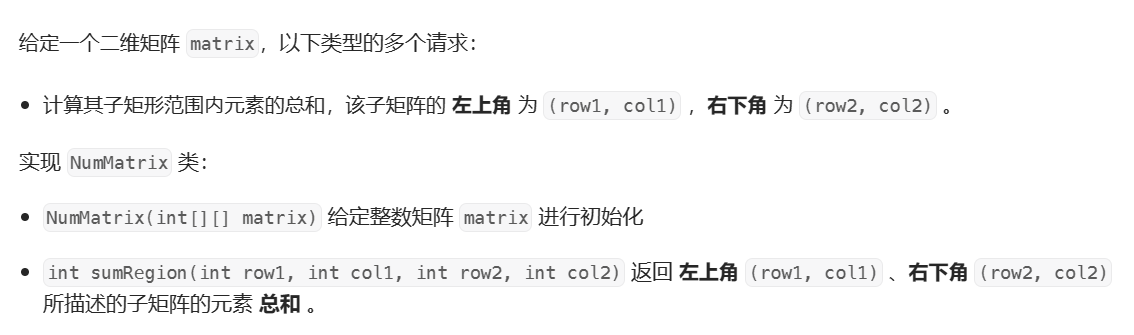 给定一个二维矩阵 matrix，以下类型的多个请求：
• 计算其子矩形范围内元素的总和，该子矩阵的 左上角 为 (row1, col1) ，右下角 为 (row2, col2) 。
实现 NumMatrix 类：
• NumMatrix(int[][] matrix) 给定整数矩阵 matrix 进行初始化
• int sumRegion(int row1, int col1, int row2, int col2) 返回 左上角 (row1, col1) 、右下角 (row2, col2)
所描述的子矩阵的元素 总和 。